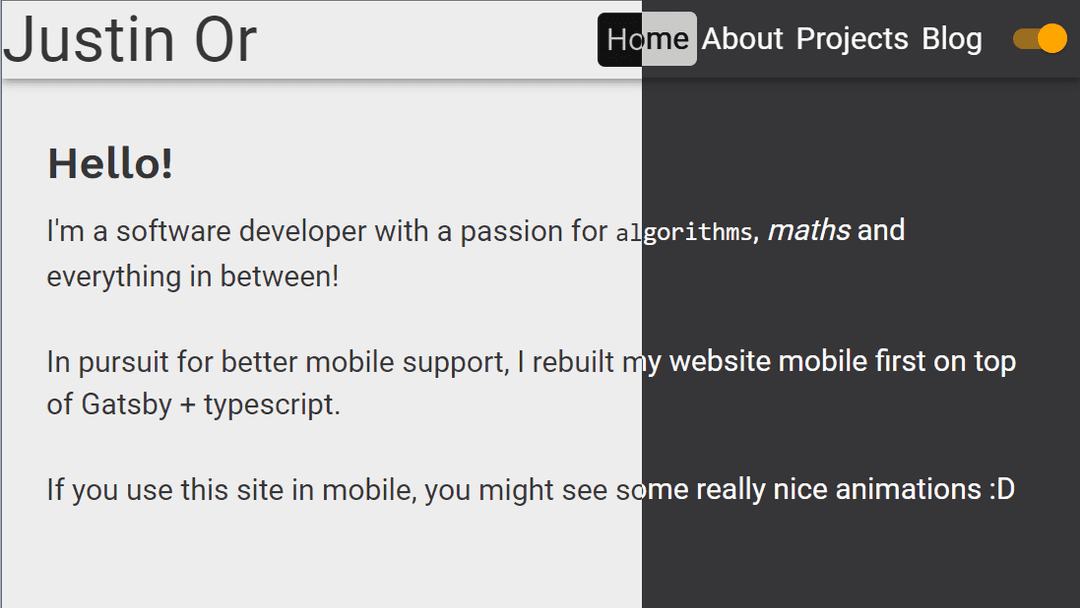 Justin Or
Home About Projects Blog
Hello!
I'm a software developer with a passion for algorithms, maths and
everything in between!
In pursuit for better mobile support, I rebuilt my website mobile first on top
of Gatsby + typescript.
If you use this site in mobile, you might see some really nice animations :D